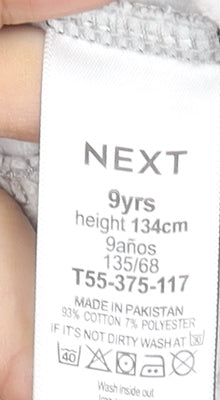 NEXT
9yrs
height 134cm
9años
135/68
T55-375-117
MADE IN PAKISTAN
93% COTTON 7% POLYESTER
IF IT'S NOT DIRTY WASH AT 30
40
Wash inside out